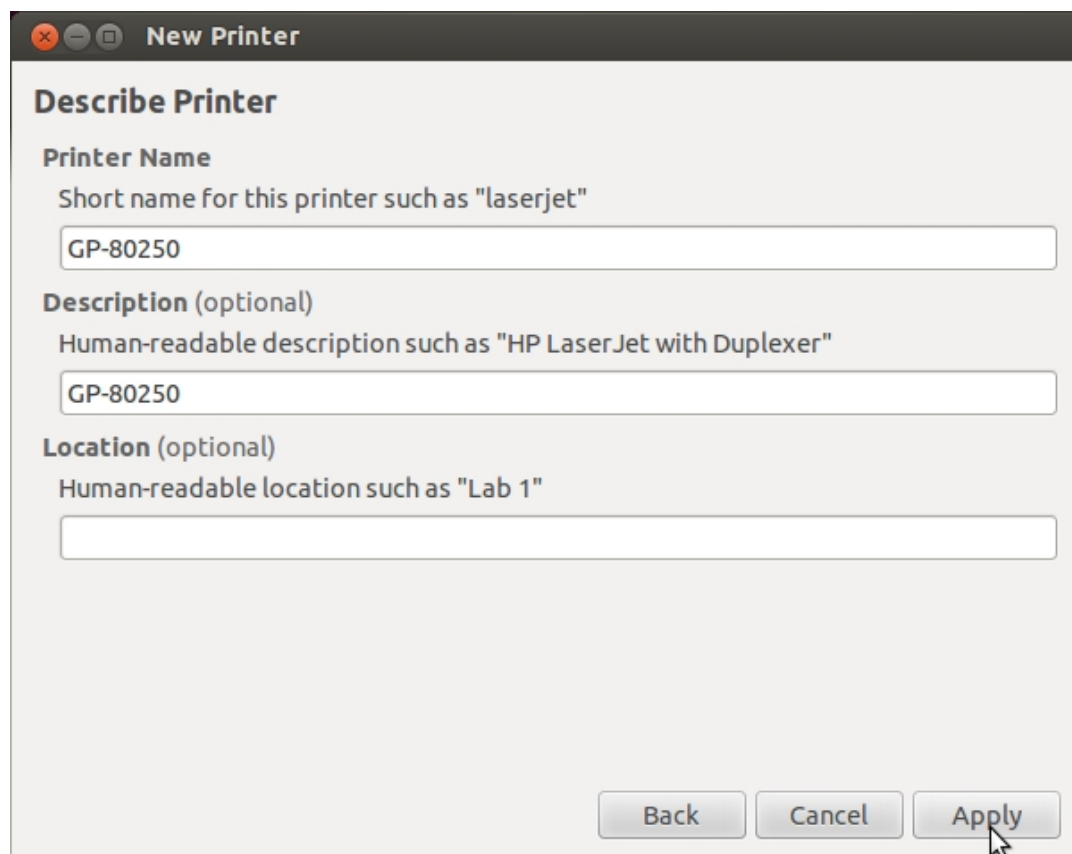 New Printer
Describe Printer
Printer Name
Short name for this printer such as "laserjet"
GP-80250
Description (optional)
Human-readable description such as "HP LaserJet with Duplexer"
GP-80250
Location (optional)
Human-readable location such as "Lab 1"
Back Cancel Apply